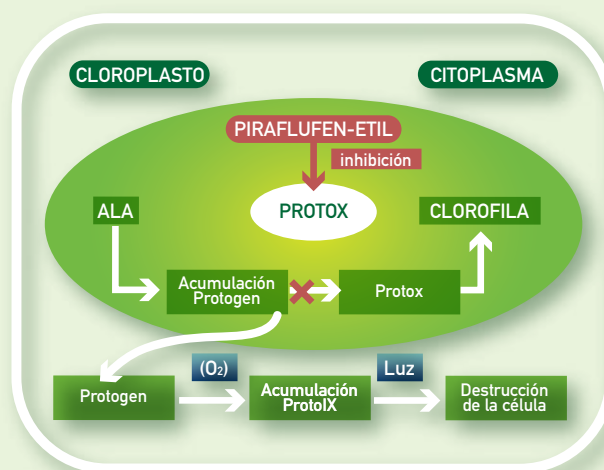 CLOROPLASTO
CITOPLASMA
PIRAFLUFEN-ETIL
inhibición
PROTOX
ALA
CLOROFILA
Acumulación
Protogen
Protox
Protogen
(O₂)
Acumulación
ProtoIX
Luz
Destrucción
de la célula